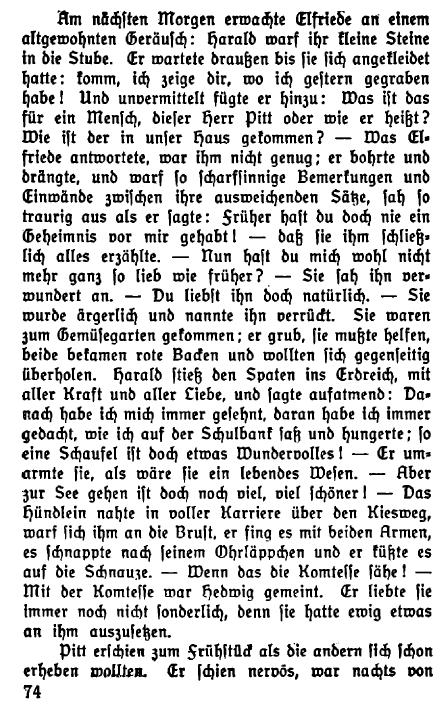 Am nächsten Morgen erwachte Elfriede an einem
altgewohnten Geräusch: Harald warf ihr kleine Steine
in die Stube. Er wartete draußen bis sie sich angekleidet
hatte: komm, ich zeige dir, wo ich gestern gegraben
habe! Und unvermittelt fügte er hinzu: Was ist das
für ein Mensch, dieser Herr Pitt oder wie er heißt?
Wie ist der in unser Haus gekommen? — Was El-
friede antwortete, war ihm nicht genug; er bohrte und
drängte, und warf so scharfsinnige Bemerkungen und
Einwände zwischen ihre ausweichenden Sätze, sah so
traurig aus als er sagte: Früher hast du doch nie ein
Geheimnis vor mir gehabt! — daß sie ihm schließ-
lich alles erzählte. — Nun hast du mich wohl nicht
mehr ganz so lieb wie früher? — Sie sah ihn ver-
wundert an. — Du liebst ihn doch natürlich. — Sie
wurde ärgerlich und nannte ihn verrückt. Sie waren
zum Gemüsegarten gekommen; er grub, sie mußte helfen,
beide bekamen rote Backen und wollten sich gegenseitig
überholen. Harald stieß den Spaten ins Erdreich, mit
aller Kraft und aller Liebe, und sagte aufatmend: Da-
nach habe ich mich immer gesehnt, daran habe ich immer
gedacht, wie ich auf der Schulbank saß und hungerte; so
eine Schaufel ist doch etwas Wundervolles! — Er um-
armte sie, als wäre sie ein lebendes Wesen. — Aber
zur See gehen ist doch noch viel, viel schöner! — Das
Hündlein nahte in voller Karriere über den Kiesweg,
warf sich ihm an die Brust, er fing es mit beiden Armen,
es schnappte nach seinem Ohrläppchen und er küßte es
auf die Schnauze. — Wenn das die Komtesse sähe! —
Mit der Komtesse war Hedwig gemeint. Er liebte sie
immer noch nicht sonderlich, denn sie hatte ewig etwas
an ihm auszusetzen.
Pitt erschien zum Frühstück als die andern sich schon
erheben wollten. Er schien nervös, war nachts von
74